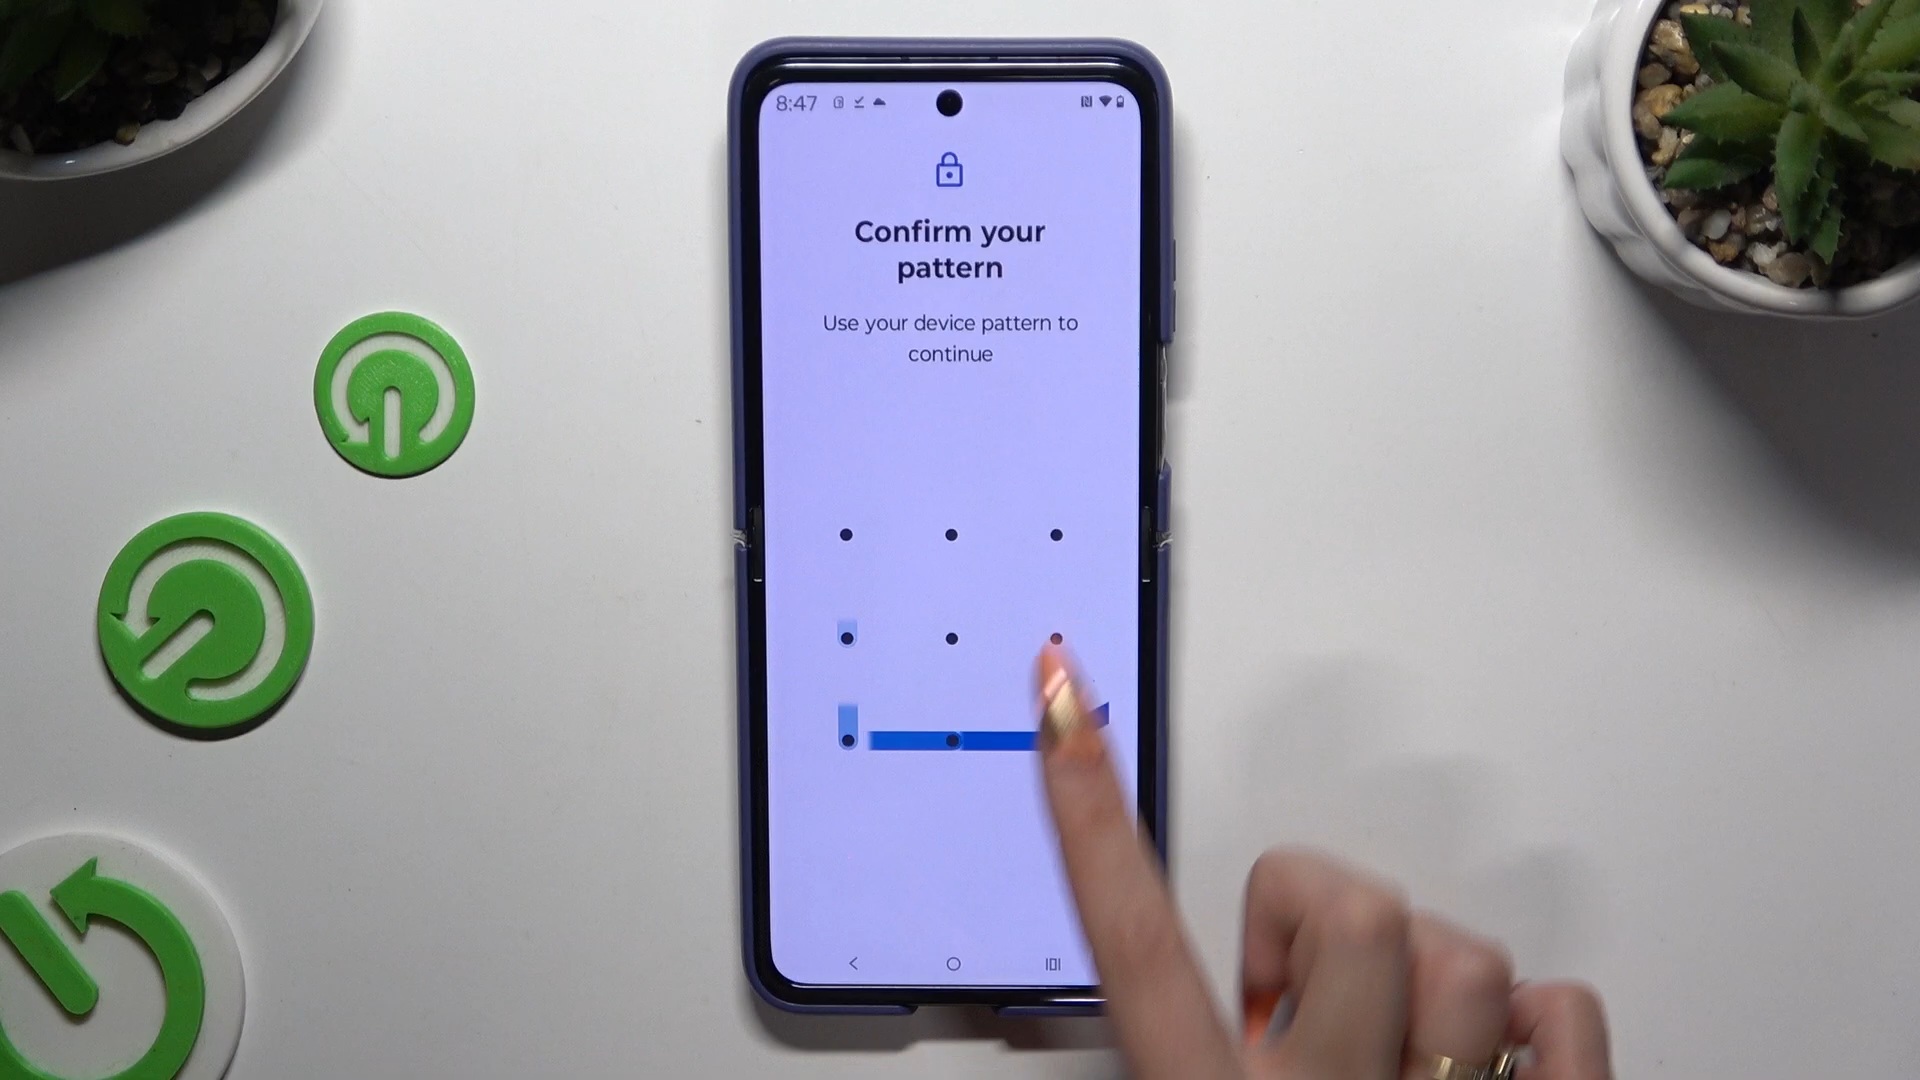 8:47
Confirm your
pattern
Use your device pattern to
continue